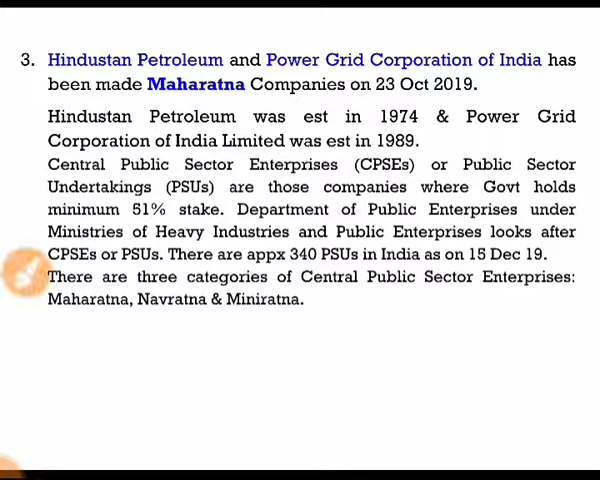 3. Hindustan Petroleum and Power Grid Corporation of India has
been made Maharatna Companies on 23 Oct 2019.
Hindustan Petroleum was est in 1974 & Power Grid
Corporation of India Limited was est in 1989.
Central Public Sector Enterprises (CPSEs) or Public Sector
Undertakings (PSUs) are those companies where Govt holds
minimum 51% stake. Department of Public Enterprises under
Ministries of Heavy Industries and Public Enterprises looks after
CPSEs or PSUs. There are appx 340 PSUs in India as on 15 Dec 19.
There are three categories of Central Public Sector Enterprises:
Maharatna, Navratna & Miniratna.